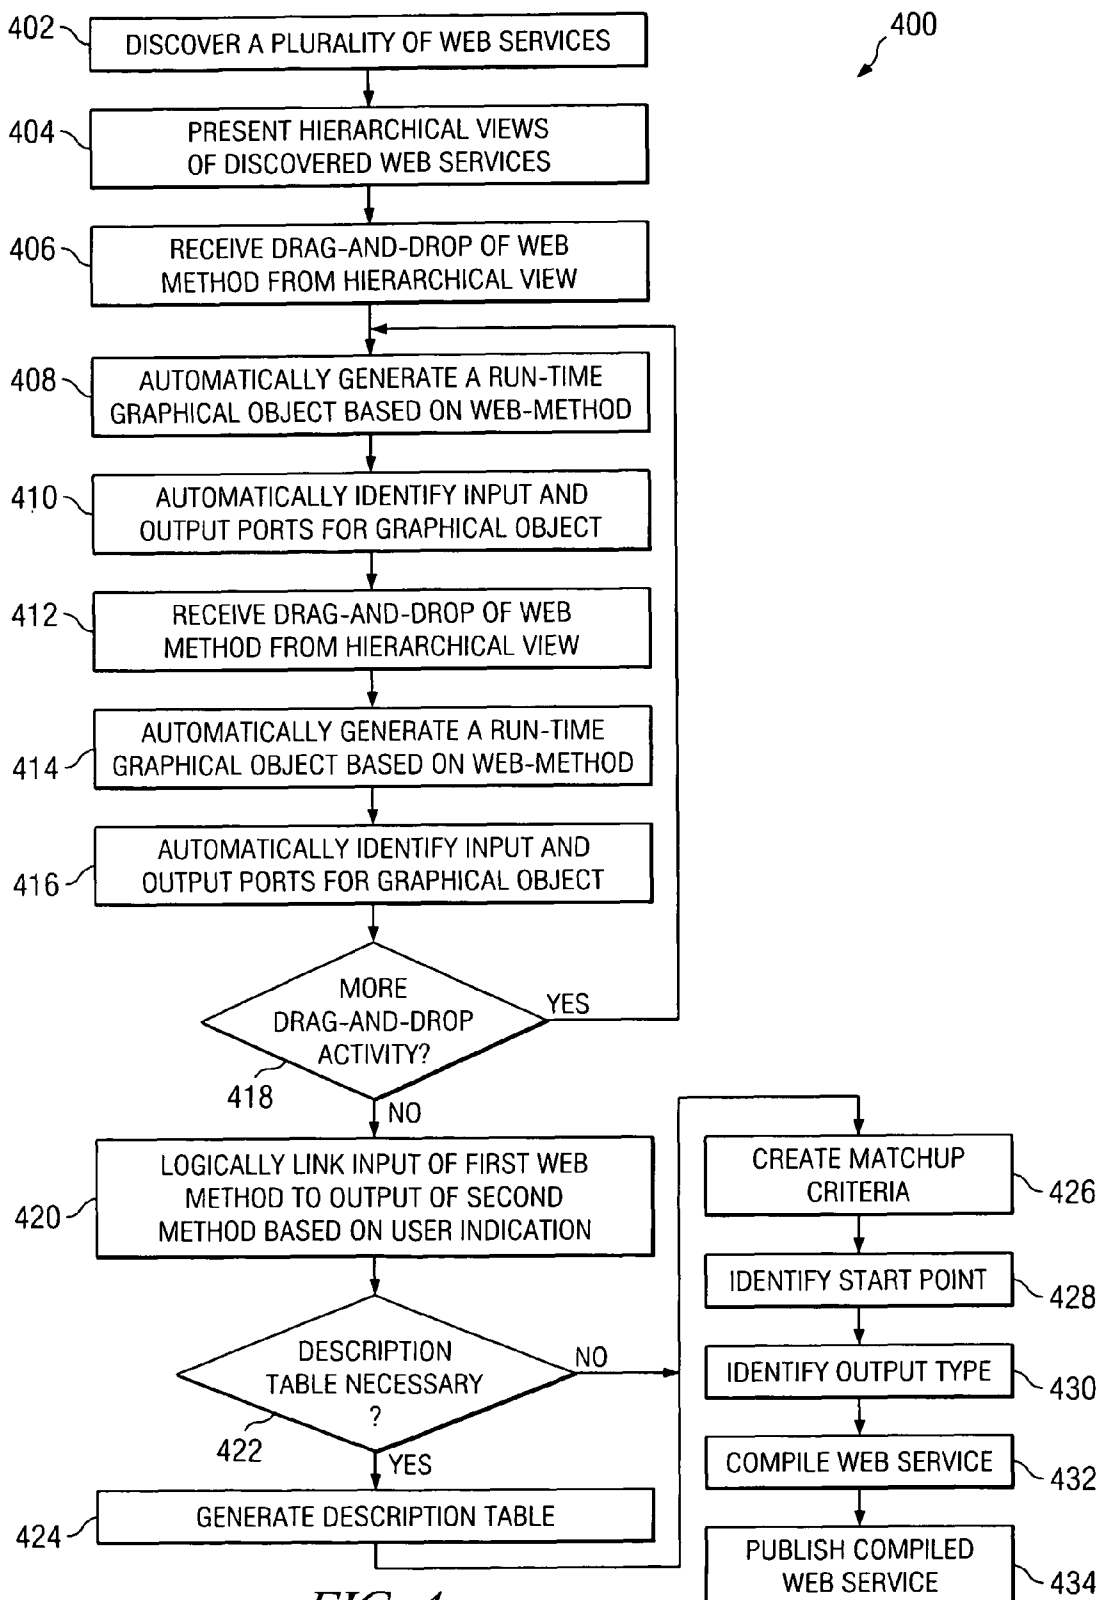 400
402
DISCOVER A PLURALITY OF WEB SERVICES
404
PRESENT HIERARCHICAL VIEWS
OF DISCOVERED WEB SERVICES
406
RECEIVE DRAG-AND-DROP OF WEB
METHOD FROM HIERARCHICAL VIEW
408
AUTOMATICALLY GENERATE A RUN-TIME
GRAPHICAL OBJECT BASED ON WEB-METHOD
410
AUTOMATICALLY IDENTIFY INPUT AND
OUTPUT PORTS FOR GRAPHICAL OBJECT
412
RECEIVE DRAG-AND-DROP OF WEB
METHOD FROM HIERARCHICAL VIEW
414
AUTOMATICALLY GENERATE A RUN-TIME
GRAPHICAL OBJECT BASED ON WEB-METHOD
416
AUTOMATICALLY IDENTIFY INPUT AND
OUTPUT PORTS FOR GRAPHICAL OBJECT
MORE
DRAG-AND-DROP
ACTIVITY?
418
YES
NO
420
LOGICALLY LINK INPUT OF FIRST WEB
METHOD TO OUTPUT OF SECOND
METHOD BASED ON USER INDICATION
DESCRIPTION
TABLE NECESSARY
?
422
NO
YES
424
GENERATE DESCRIPTION TABLE
CREATE MATCHUP
CRITERIA
426
IDENTIFY START POINT
428
IDENTIFY OUTPUT TYPE
430
COMPILE WEB SERVICE
432
PUBLISH COMPILED
WEB SERVICE
434